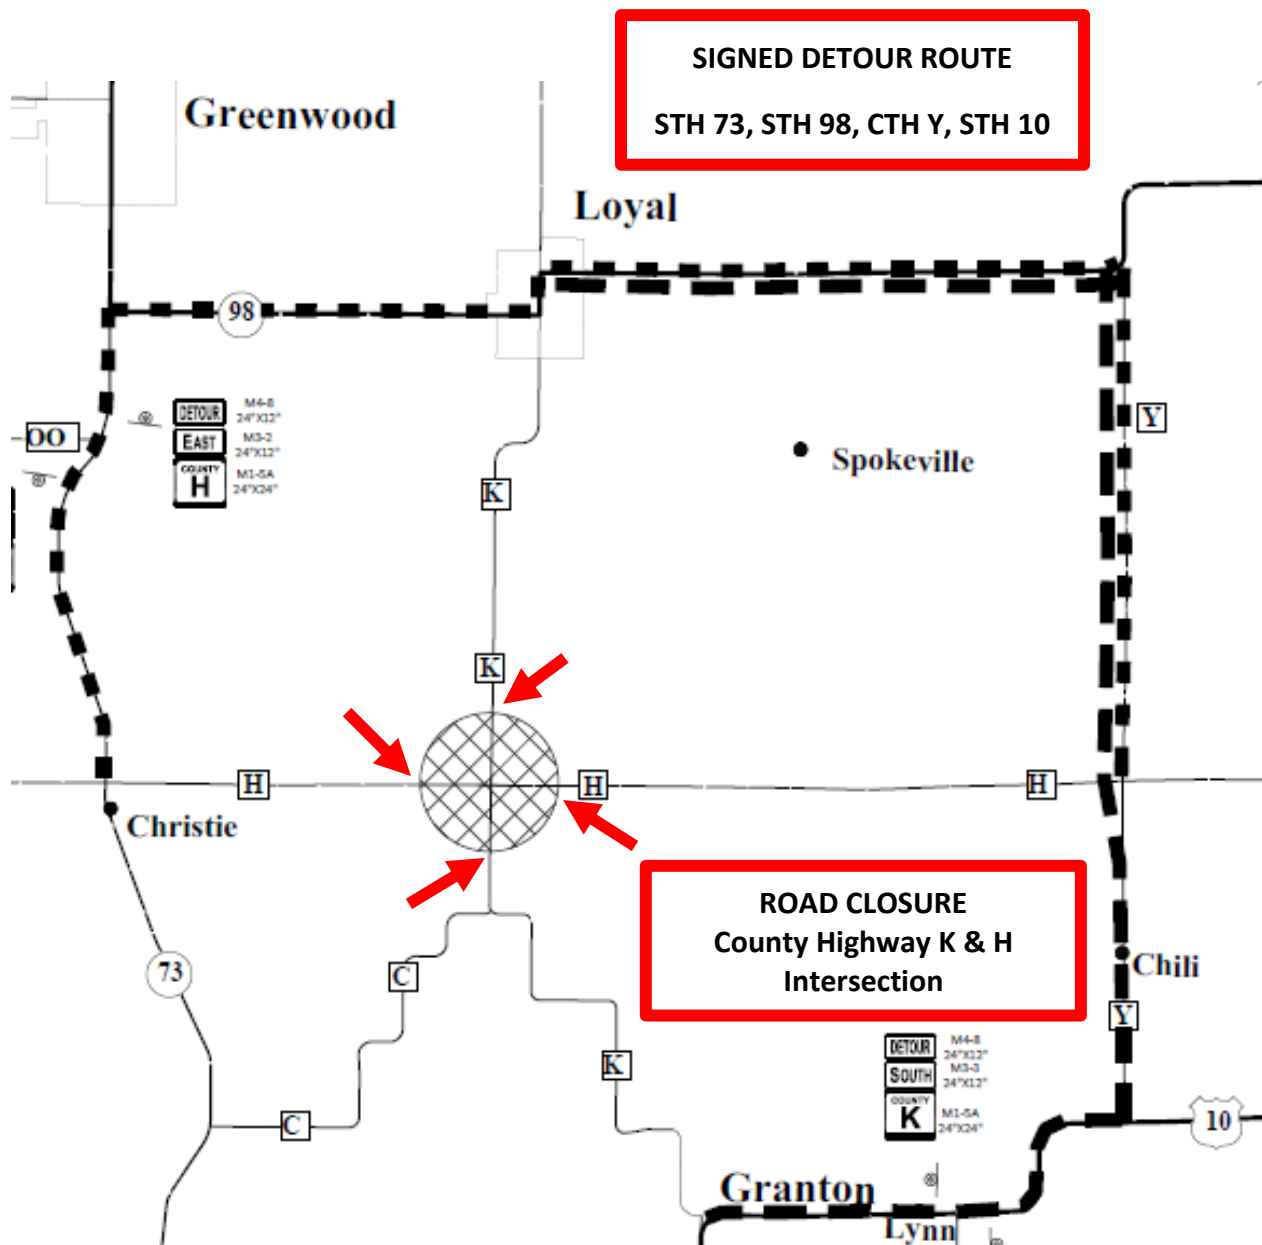 SIGNED DETOUR ROUTE
STH 73, STH 98, CTH Y, STH 10
Greenwood
Loyal
98
DETOUR
M4-8
24"X12"
EAST
M3-2
24"X12"
COUNTY
H
M1-5A
24"X24"
OO
Y
Spokeville
K
K
H
H
H
Christie
ROAD CLOSURE
County Highway K & H
Intersection
73
C
Chili
Y
K
DETOUR
M4-8
24"X12"
SOUTH
M3-3
24"X12"
COUNTY
K
M1-5A
24"X24"
C
10
Granton
Lynn